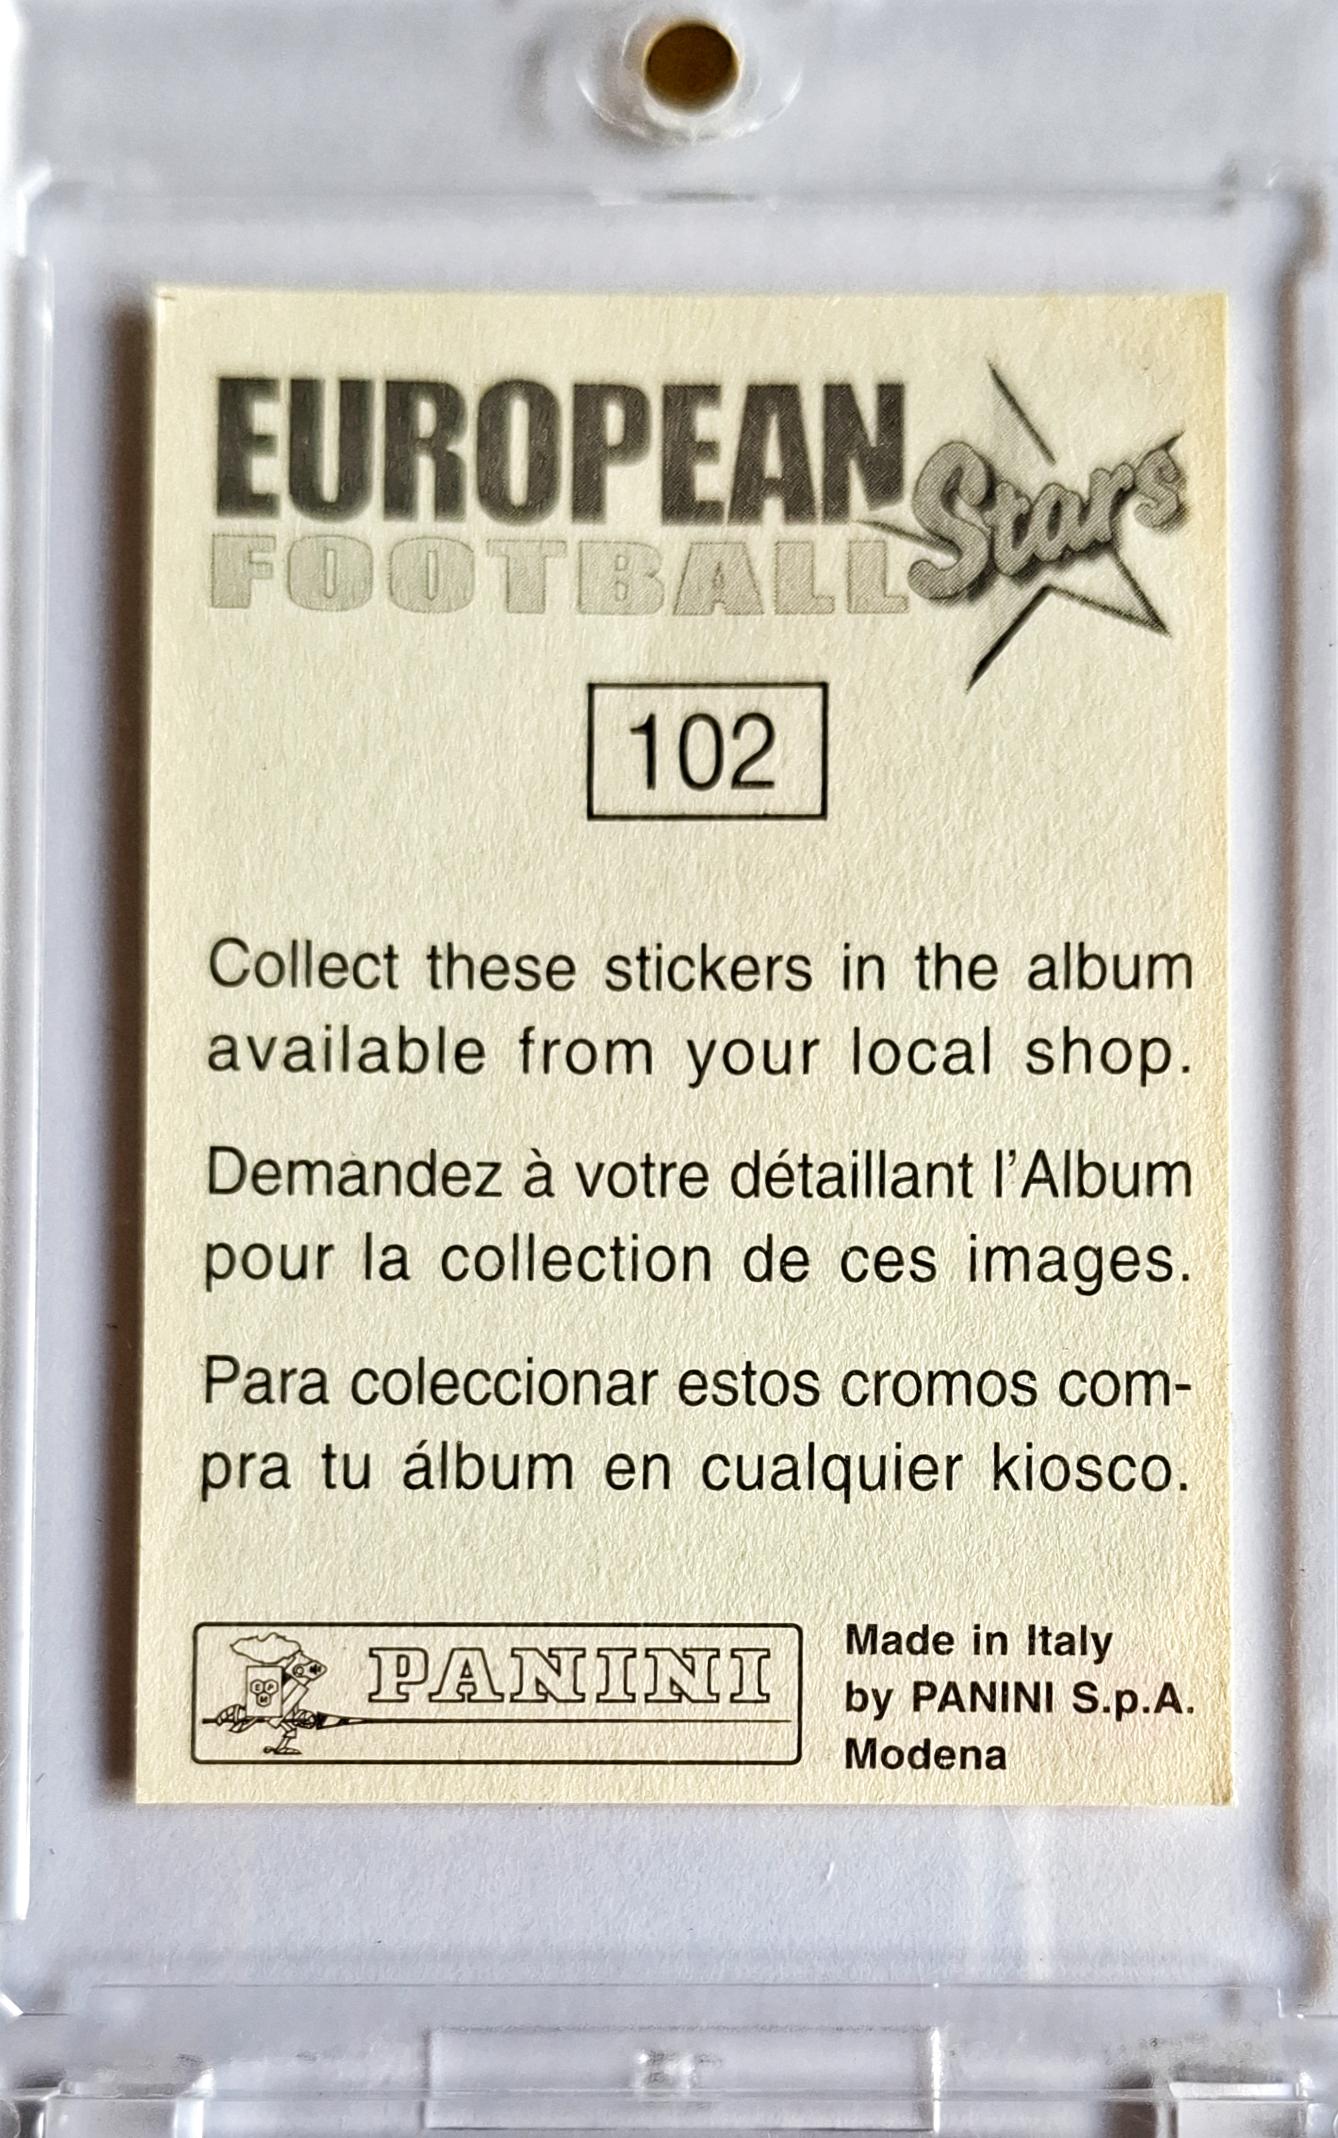 EUROPEAN
FOOTBALL Stars
102
Collect these stickers in the album
available from your local shop.
Demandez à votre détaillant l'Album
pour la collection de ces images.
Para coleccionar estos cromos com-
pra tu álbum en cualquier kiosco.
PANINI
Made in Italy
by PANINI S.p.A.
Modena